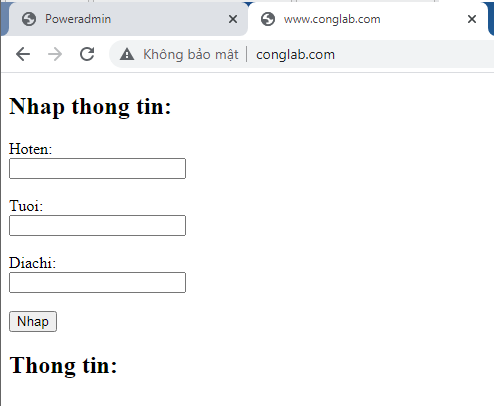 Poweradmin
www.conglab.com
Không bảo mật | conglab.com
Nhap thong tin:
Hoten:
Tuoi:
Diachi:
Nhap
Thong tin: